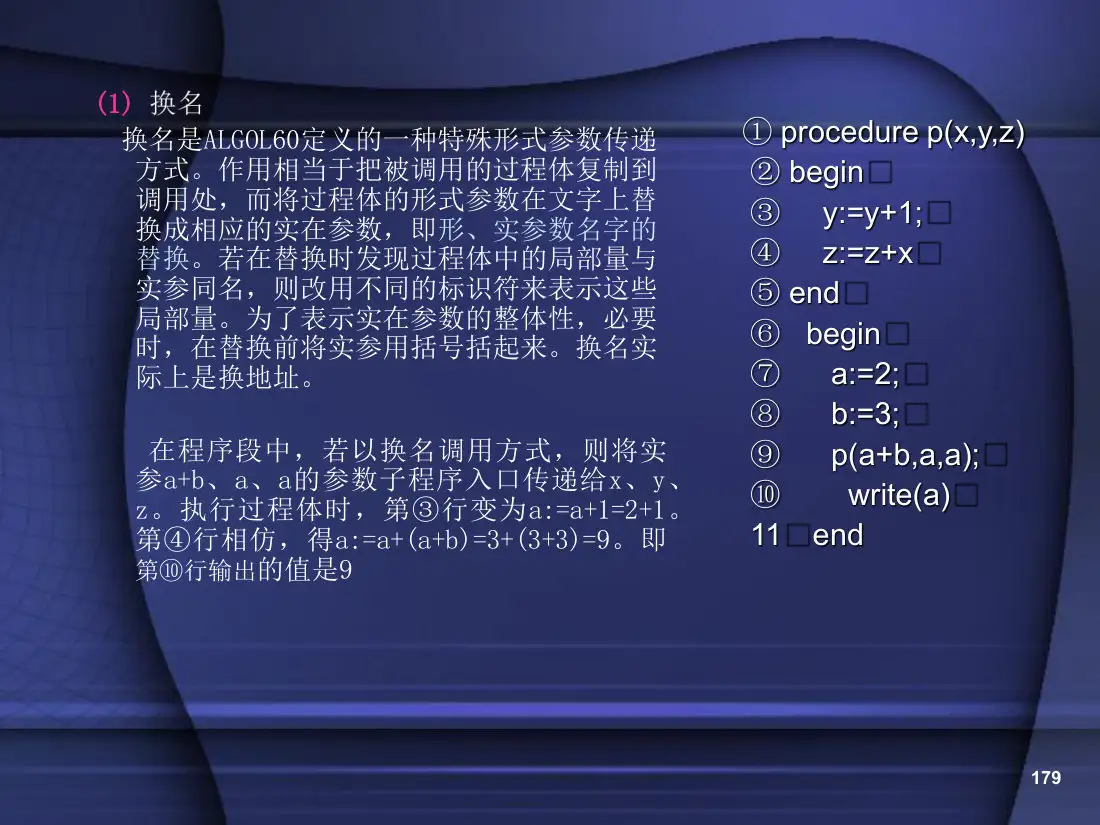 (1) 换名
换名是ALGOL60定义的一种特殊形式参数传递
方式。作用相当于把被调用的过程体复制到
调用处，而将过程体的形式参数在文字上替
换成相应的实在参数，即形、实参数名字的
替换。若在替换时发现过程体中的局部量与
实参同名，则改用不同的标识符来表示这些
局部量。为了表示实在参数的整体性，必要
时，在替换前将实参用括号括起来。换名实
际上是换地址。
在程序段中，若以换名调用方式，则将实
参a+b、a、a的参数子程序入口传递给x、y、
z。执行过程体时，第③行变为a:=a+1=2+1。
第④行相仿，得a:=a+(a+b)=3+(3+3)=9。即
第⑩行输出的值是9
① procedure p(x,y,z)
② begin□
③ y:=y+1;□
④ z:=z+x□
⑤ end□
⑥ begin□
⑦ a:=2;□
⑧ b:=3;□
⑨ p(a+b,a,a);□
⑩ write(a)□
11□end
179